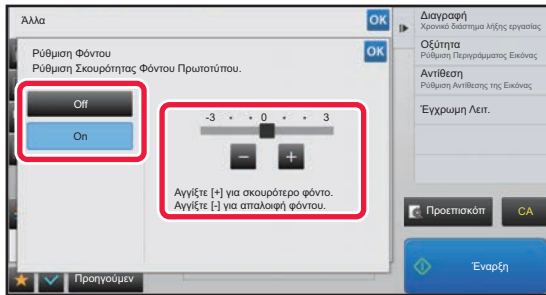 Άλλα
OK
Ρύθμιση Φόντου
OK
Ρύθμιση Σκουρότητας Φόντου Πρωτοτύπου.
Off
On
-3 • • 0 • • 3
− +
Αγγίξτε [+] για σκουρότερο φόντο.
Αγγίξτε [-] για απαλοιφή φόντου.
Προηγούμεν
Διαγραφή
Χρονικό διάστημα λήξης εργασίας
Οξύτητα
Ρύθμιση Περιγράμματος Εικόνας
Αντίθεση
Ρύθμιση Αντίθεσης της Εικόνας
Έγχρωμη Λειτ.
Προεπισκόπ
CA
Έναρξη